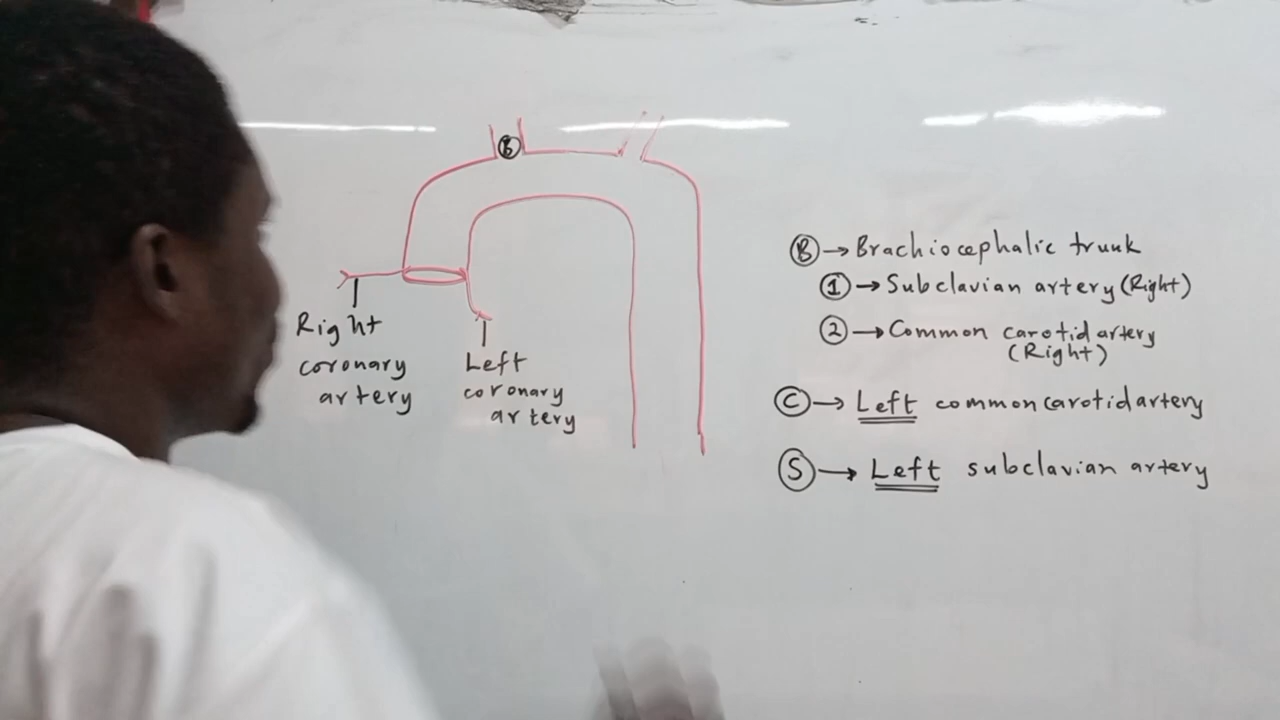 B
Right
coronary
artery
Left
coronary
artery
B → Brachiocephalic trunk
1 → Subclavian artery (Right)
2 → Common carotid artery
(Right)
C → Left common carotid artery
S → Left subclavian artery